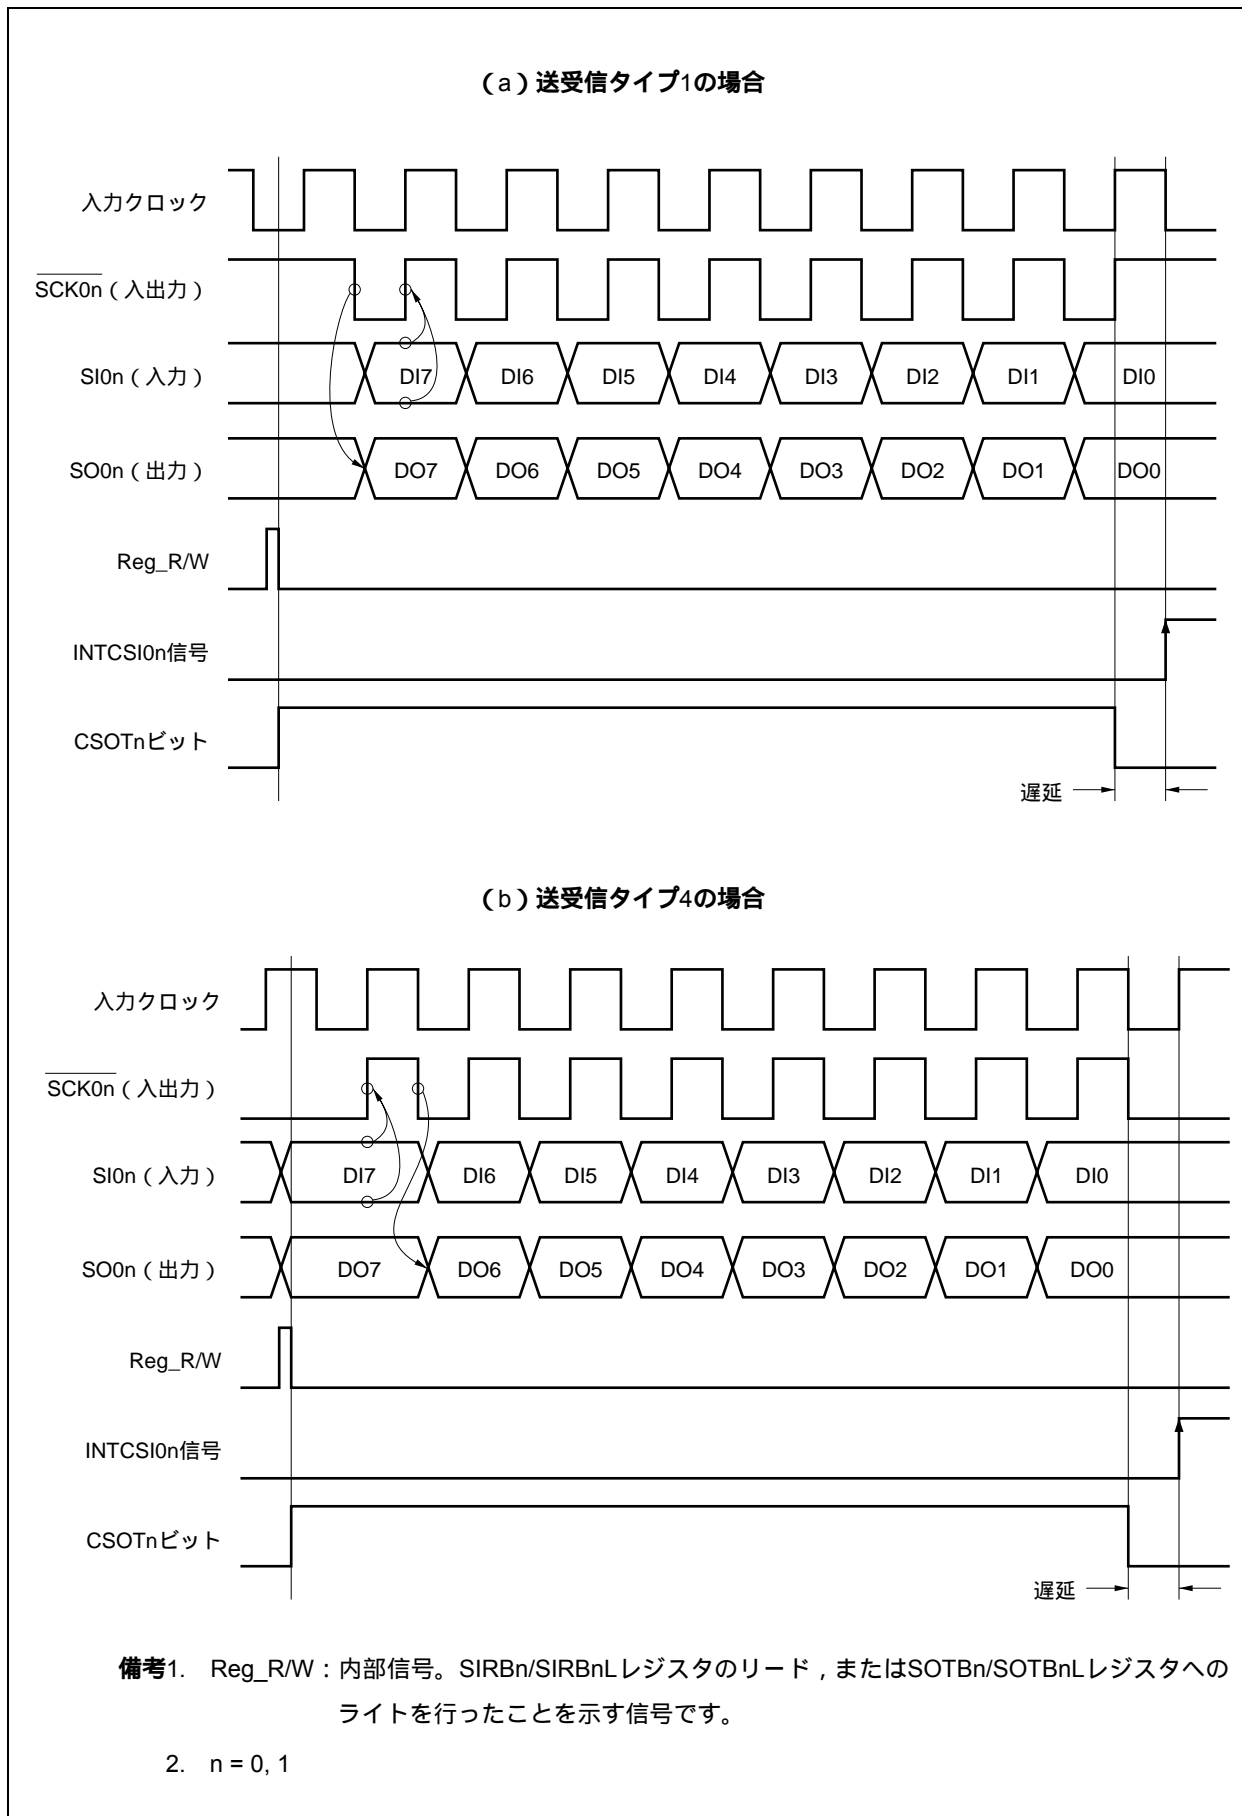 （a）送受信タイプ1の場合
入力クロック
SCK0n（入出力）
SI0n（入力）
DI7 DI6 DI5 DI4 DI3 DI2 DI1 DI0
SO0n（出力）
DO7 DO6 DO5 DO4 DO3 DO2 DO1 DO0
Reg_R/W
INTCSI0n信号
CSOTnビット
遅延
（b）送受信タイプ4の場合
入力クロック
SCK0n（入出力）
SI0n（入力）
DI7 DI6 DI5 DI4 DI3 DI2 DI1 DI0
SO0n（出力）
DO7 DO6 DO5 DO4 DO3 DO2 DO1 DO0
Reg_R/W
INTCSI0n信号
CSOTnビット
遅延
備考1. Reg_R/W：内部信号。SIRBn/SIRBnLレジスタのリード，またはSOTBn/SOTBnLレジスタへの
ライトを行ったことを示す信号です。
2. n = 0, 1